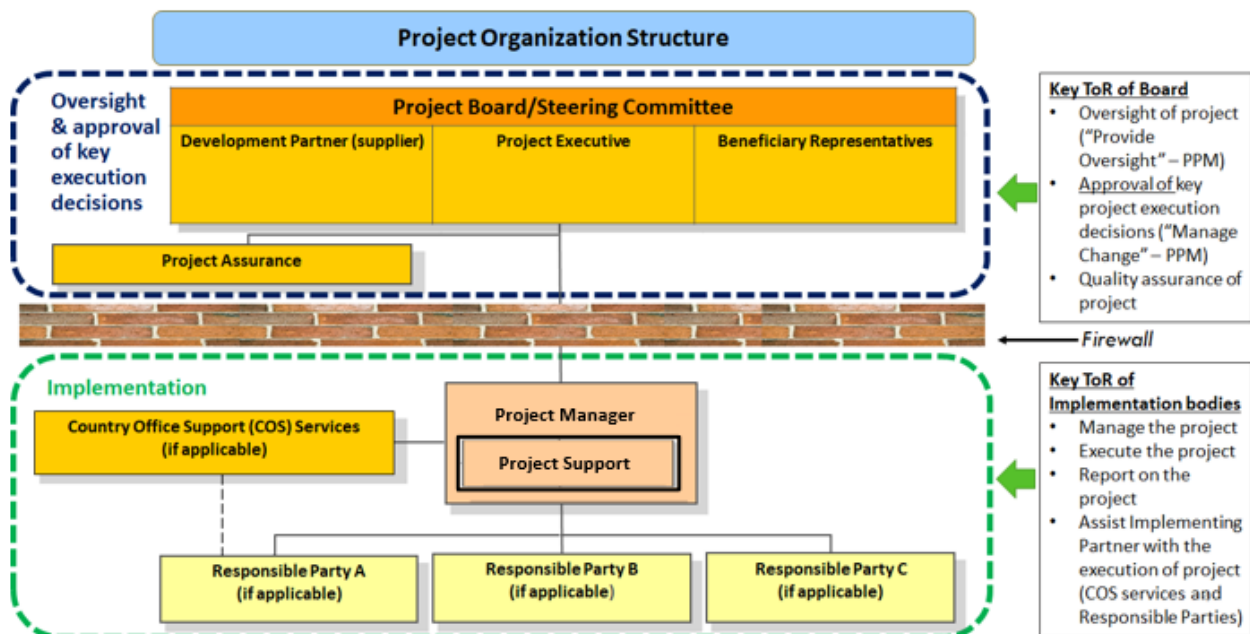 Project Organization Structure
Oversight
& approval
of key
execution
decisions
Project Board/Steering Committee
Development Partner (supplier)
Project Executive
Beneficiary Representatives
Project Assurance
Key ToR of Board
• Oversight of project
("Provide
Oversight" – PPM)
• Approval of key
project execution
decisions ("Manage
Change" – PPM)
• Quality assurance of
project
Firewall
Implementation
Country Office Support (COS) Services
(if applicable)
Project Manager
Project Support
Responsible Party A
(if applicable)
Responsible Party B
(if applicable)
Responsible Party C
(if applicable)
Key ToR of
Implementation bodies
• Manage the project
• Execute the project
• Report on the
project
• Assist Implementing
Partner with the
execution of project
(COS services and
Responsible Parties)